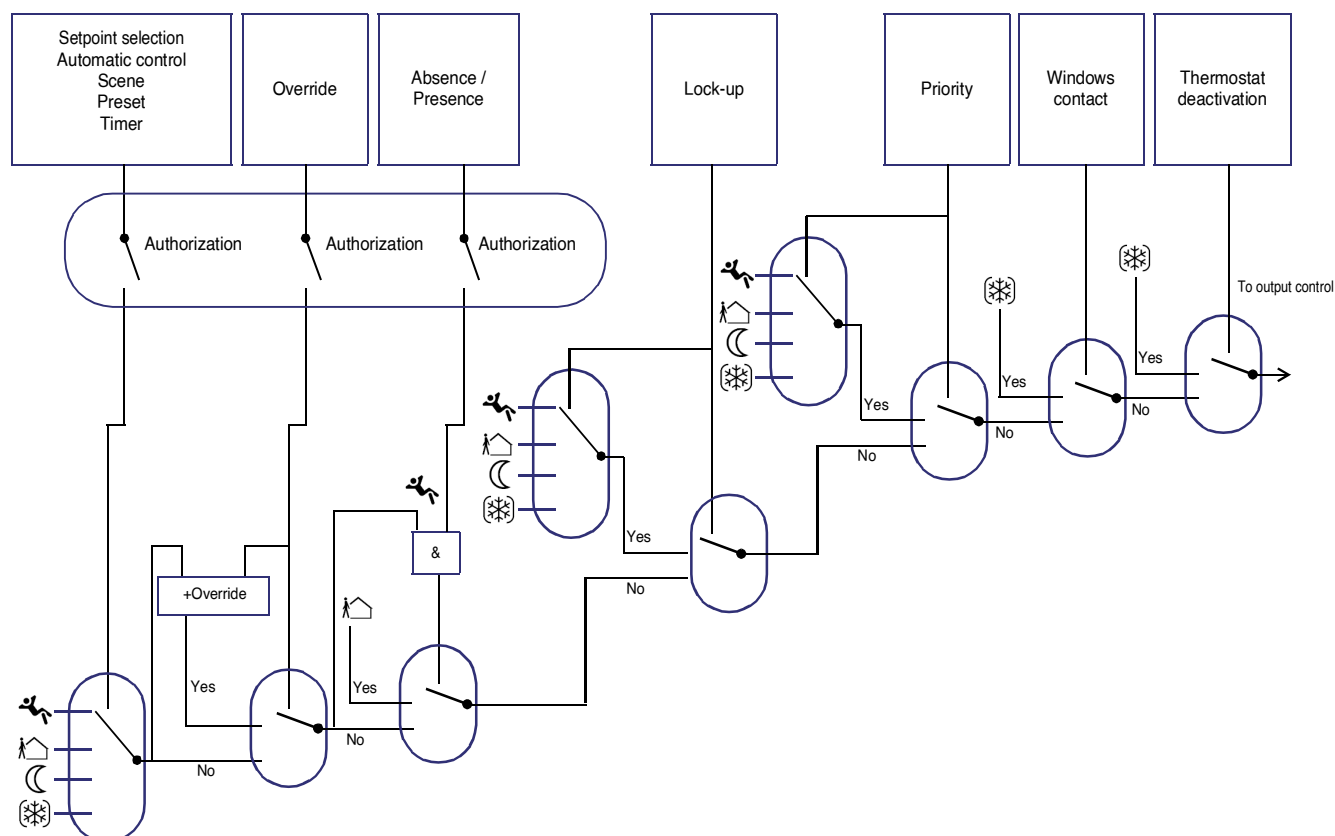 Setpoint selection
Automatic control
Scene
Preset
Timer
Override
Absence /
Presence
Lock-up
Priority
Windows
contact
Thermostat
deactivation
Authorization
Authorization
Authorization
To output control
Yes
Yes
Yes
No
No
No
Yes
&
No
+Override
Yes
Yes
No
No